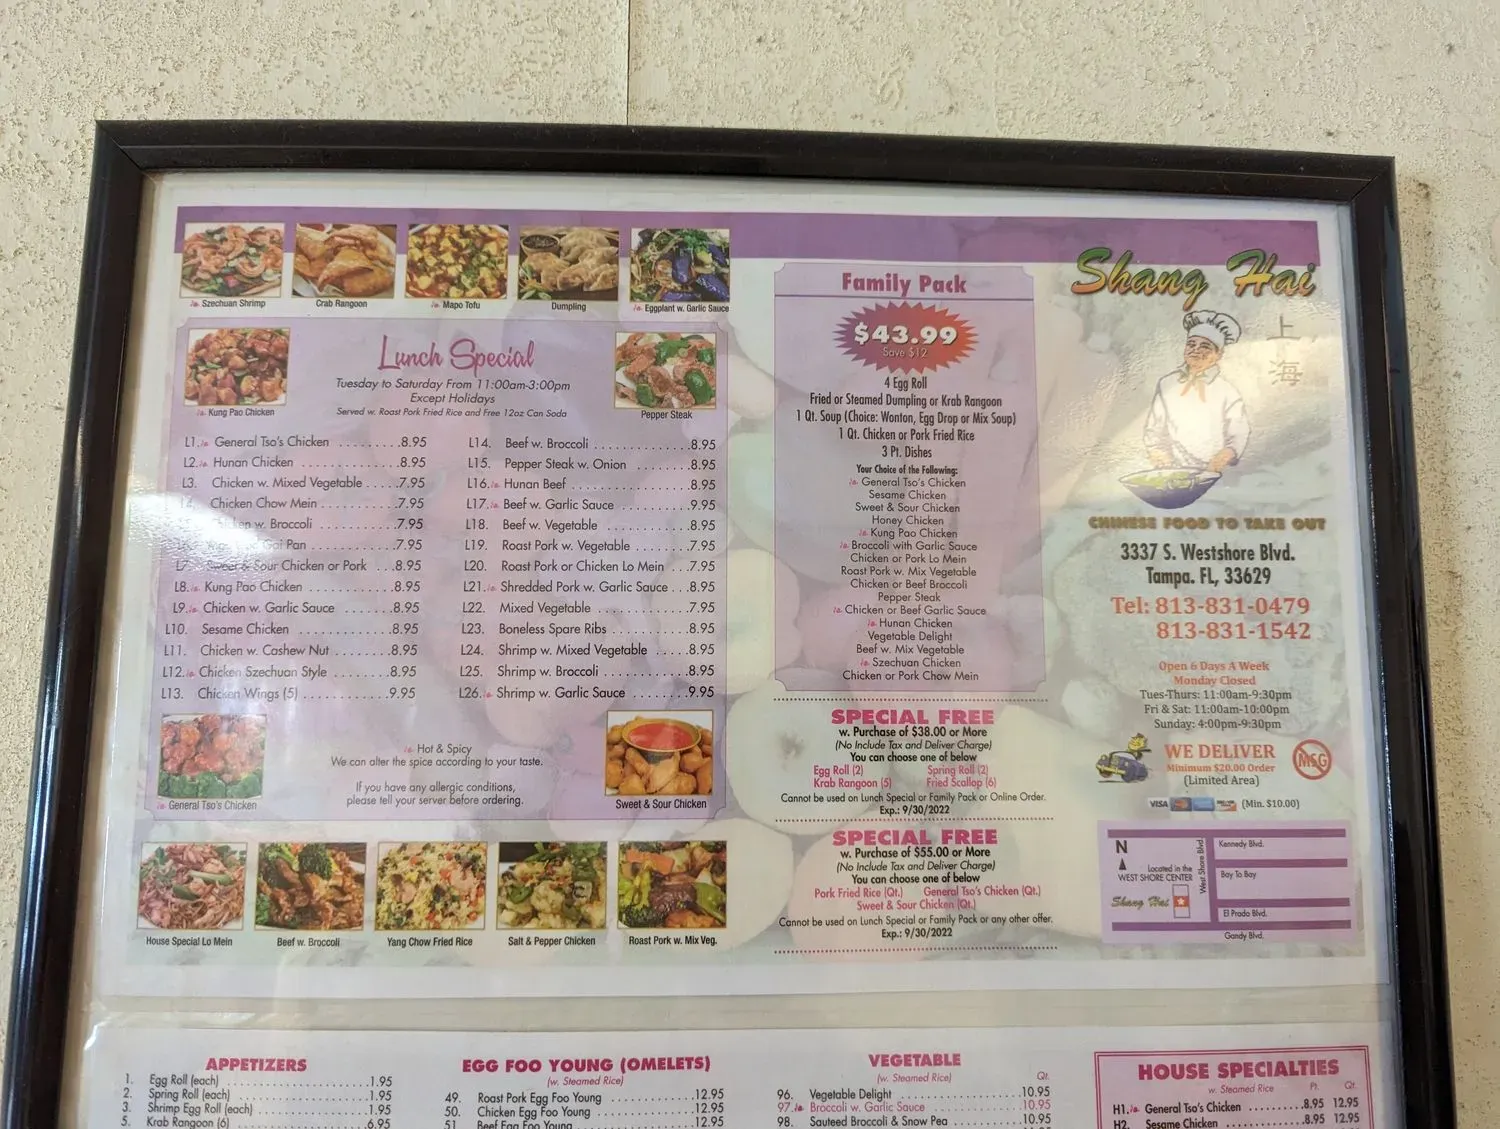 Szechuan Shrimp
Crab Rangoon
Mapo Tofu
Dumpling
Eggplant w. Garlic Sauce
Kung Pao Chicken
Lunch Special
Tuesday to Saturday From 11:00am-3:00pm
Except Holidays
Served w. Roast Pork Fried Rice and Free 12oz Can Soda
Pepper Steak
L1. General Tso's Chicken ........8.95
L2. Hunan Chicken ........8.95
L3. Chicken w. Mixed Vegetable .....7.95
Chicken Chow Mein ........7.95
Chicken w. Broccoli ........7.95
Gai Pan ........7.95
L7. Sweet & Sour Chicken or Pork ...8.95
L8. Kung Pao Chicken ........8.95
L9. Chicken w. Garlic Sauce ......8.95
L10. Sesame Chicken ........8.95
L11. Chicken w. Cashew Nut ........8.95
L12. Chicken Szechuan Style ........8.95
L13. Chicken Wings (5) ........9.95
L14. Beef w. Broccoli ........8.95
L15. Pepper Steak w. Onion .......8.95
L16. Hunan Beef ........8.95
L17. Beef w. Garlic Sauce ........9.95
L18. Beef w. Vegetable ........8.95
L19. Roast Pork w. Vegetable ........7.95
L20. Roast Pork or Chicken Lo Mein ...7.95
L21. Shredded Pork w. Garlic Sauce ...8.95
L22. Mixed Vegetable ........7.95
L23. Boneless Spare Ribs ........8.95
L24. Shrimp w. Mixed Vegetable .....8.95
L25. Shrimp w. Broccoli ........8.95
L26. Shrimp w. Garlic Sauce .......9.95
General Tso's Chicken
Hot & Spicy
We can alter the spice according to your taste.
If you have any allergic conditions,
please tell your server before ordering.
Sweet & Sour Chicken
House Special Lo Mein
Beef w. Broccoli
Yang Chow Fried Rice
Salt & Pepper Chicken
Roast Pork w. Mix Veg.
Family Pack
$43.99
Save $12
4 Egg Roll
Fried or Steamed Dumpling or Krab Rangoon
1 Qt. Soup (Choice: Wonton, Egg Drop or Mix Soup)
1 Qt. Chicken or Pork Fried Rice
3 Pt. Dishes
Your Choice of the Following:
General Tso's Chicken
Sesame Chicken
Sweet & Sour Chicken
Honey Chicken
Kung Pao Chicken
Broccoli with Garlic Sauce
Chicken or Pork Lo Mein
Roast Pork w. Mix Vegetable
Chicken or Beef Broccoli
Pepper Steak
Chicken or Beef Garlic Sauce
Hunan Chicken
Vegetable Delight
Beef w. Mix Vegetable
Szechuan Chicken
Chicken or Pork Chow Mein
SPECIAL FREE
w. Purchase of $38.00 or More
(No Include Tax and Deliver Charge)
You can choose one of below
Egg Roll (2) Spring Roll (2)
Krab Rangoon (5) Fried Scallop (6)
Cannot be used on Lunch Special or Family Pack or Online Order.
Exp.: 9/30/2022
SPECIAL FREE
w. Purchase of $55.00 or More
(No Include Tax and Deliver Charge)
You can choose one of below
Pork Fried Rice (Qt.) General Tso's Chicken (Qt.)
Sweet & Sour Chicken (Qt.)
Cannot be used on Lunch Special or Family Pack or any other offer.
Exp.: 9/30/2022
Shang Hai
上海
CHINESE FOOD TO TAKE OUT
3337 S. Westshore Blvd.
Tampa. FL, 33629
Tel: 813-831-0479
813-831-1542
Open 6 Days A Week
Monday Closed
Tues-Thurs: 11:00am-9:30pm
Fri & Sat: 11:00am-10:00pm
Sunday: 4:00pm-9:30pm
WE DELIVER
Minimum $20.00 Order
(Limited Area)
MSG
VISA (Min. $10.00)
N
Located in the
WEST SHORE CENTER
Shang Hai
West Shore Blvd
Kennedy Blvd.
Bay To Bay
El Prado Blvd.
Gandy Blvd.
APPETIZERS
1. Egg Roll (each) ........1.95
2. Spring Roll (each) ........1.95
3. Shrimp Egg Roll (each) ........1.95
5. Krab Rangoon (6) ........6.95
EGG FOO YOUNG (OMELETS)
(w. Steamed Rice)
49. Roast Pork Egg Foo Young ........12.95
50. Chicken Egg Foo Young ........12.95
51. Beef Egg Foo Young ........12.95
VEGETABLE
(w. Steamed Rice) Qt.
96. Vegetable Delight ........10.95
97. Broccoli w. Garlic Sauce ........10.95
98. Sauteed Broccoli & Snow Pea ........10.95
HOUSE SPECIALTIES
w. Steamed Rice Pt. Qt.
H1. General Tso's Chicken ........8.95 12.95
H2. Sesame Chicken ........8.95 12.95